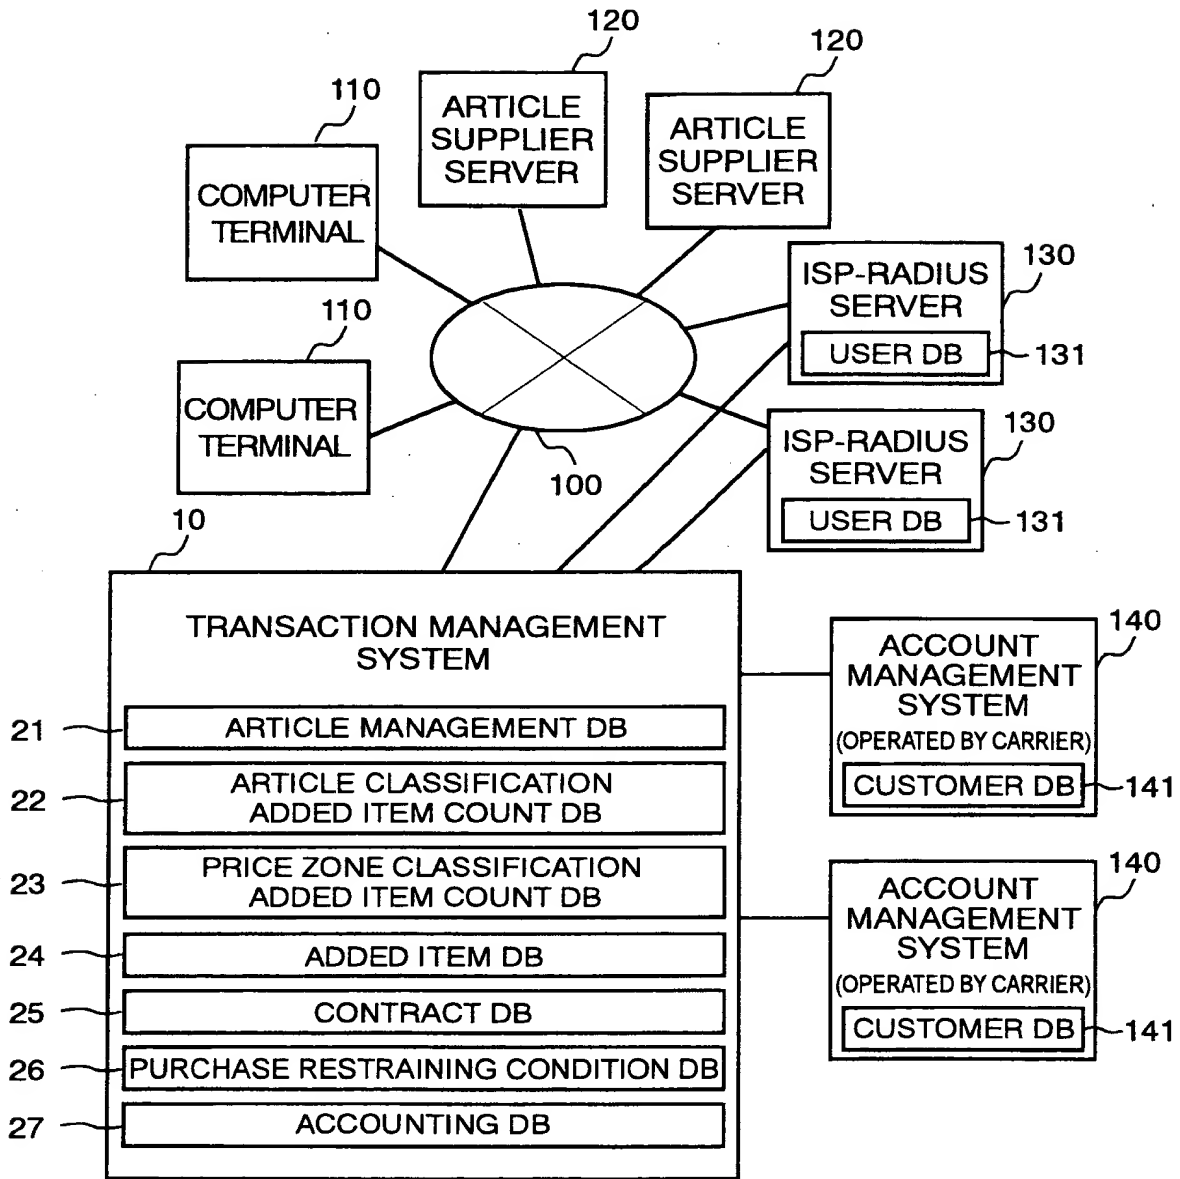 120
120
110
ARTICLE
SUPPLIER
SERVER
ARTICLE
SUPPLIER
SERVER
COMPUTER
TERMINAL
ISP-RADIUS
SERVER
130
USER DB
131
110
COMPUTER
TERMINAL
ISP-RADIUS
SERVER
130
USER DB
131
100
10
TRANSACTION MANAGEMENT
SYSTEM
21
ARTICLE MANAGEMENT DB
22
ARTICLE CLASSIFICATION
ADDED ITEM COUNT DB
23
PRICE ZONE CLASSIFICATION
ADDED ITEM COUNT DB
24
ADDED ITEM DB
25
CONTRACT DB
26
PURCHASE RESTRAINING CONDITION DB
27
ACCOUNTING DB
140
ACCOUNT
MANAGEMENT
SYSTEM
(OPERATED BY CARRIER)
CUSTOMER DB
141
140
ACCOUNT
MANAGEMENT
SYSTEM
(OPERATED BY CARRIER)
CUSTOMER DB
141